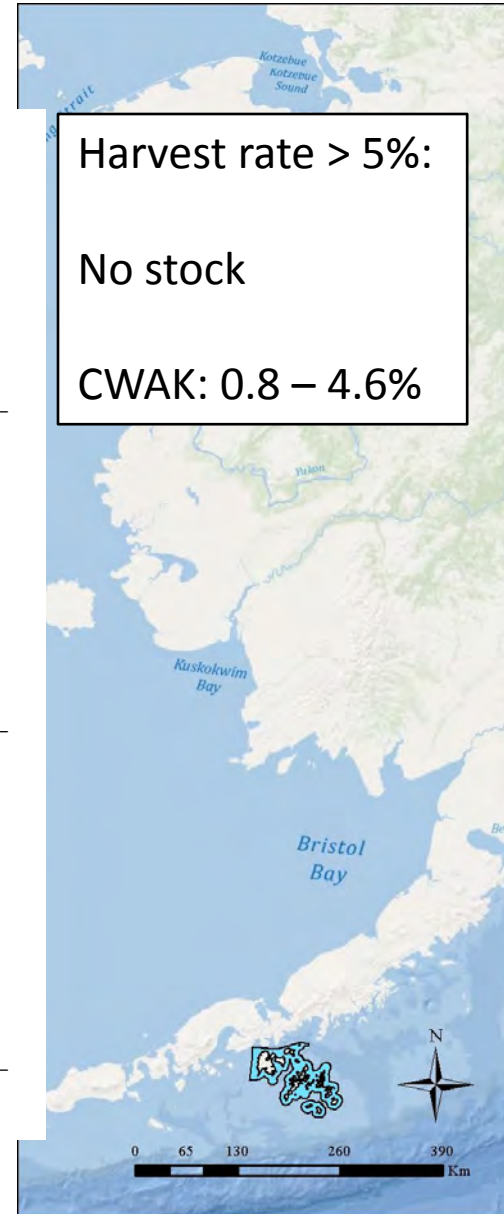 Kotzebue
Kotzebue
Sound
Harvest rate > 5%:
No stock
CWAK: 0.8 – 4.6%
Yukon
Kuskokwim
Bay
Bristol
Bay
N
0 65 130 260 390
Km